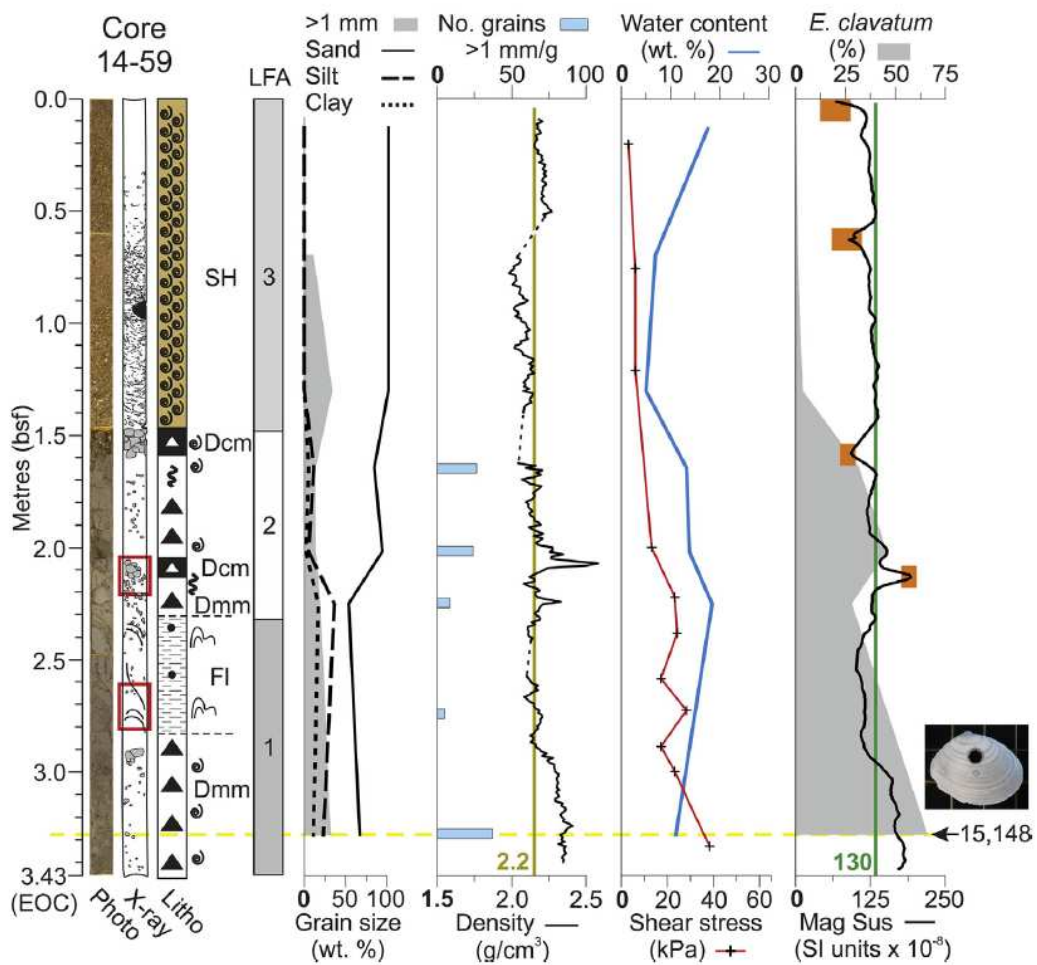 Core
14-59
LFA
>1 mm
Sand
Silt
Clay
No. grains
>1 mm/g
Water content
(wt. %)
E. clavatum
(%)
0 50 100
0 10 20 30
0 25 50 75
0.0
0.5
1.0
1.5
2.0
2.5
3.0
3.43
(EOC)
Metres (bsf)
SH
3
Dcm
2
Dcm
Dmm
Fl
1
Dmm
15,148
2.2
130
Photo
X-ray
Litho
0 50 100
Grain size
(wt. %)
1.5 2.0 2.5
Density
(g/cm³)
0 20 40 60
Shear stress
(kPa)
0 250
Mag Sus
(SI units x 10⁻⁸)